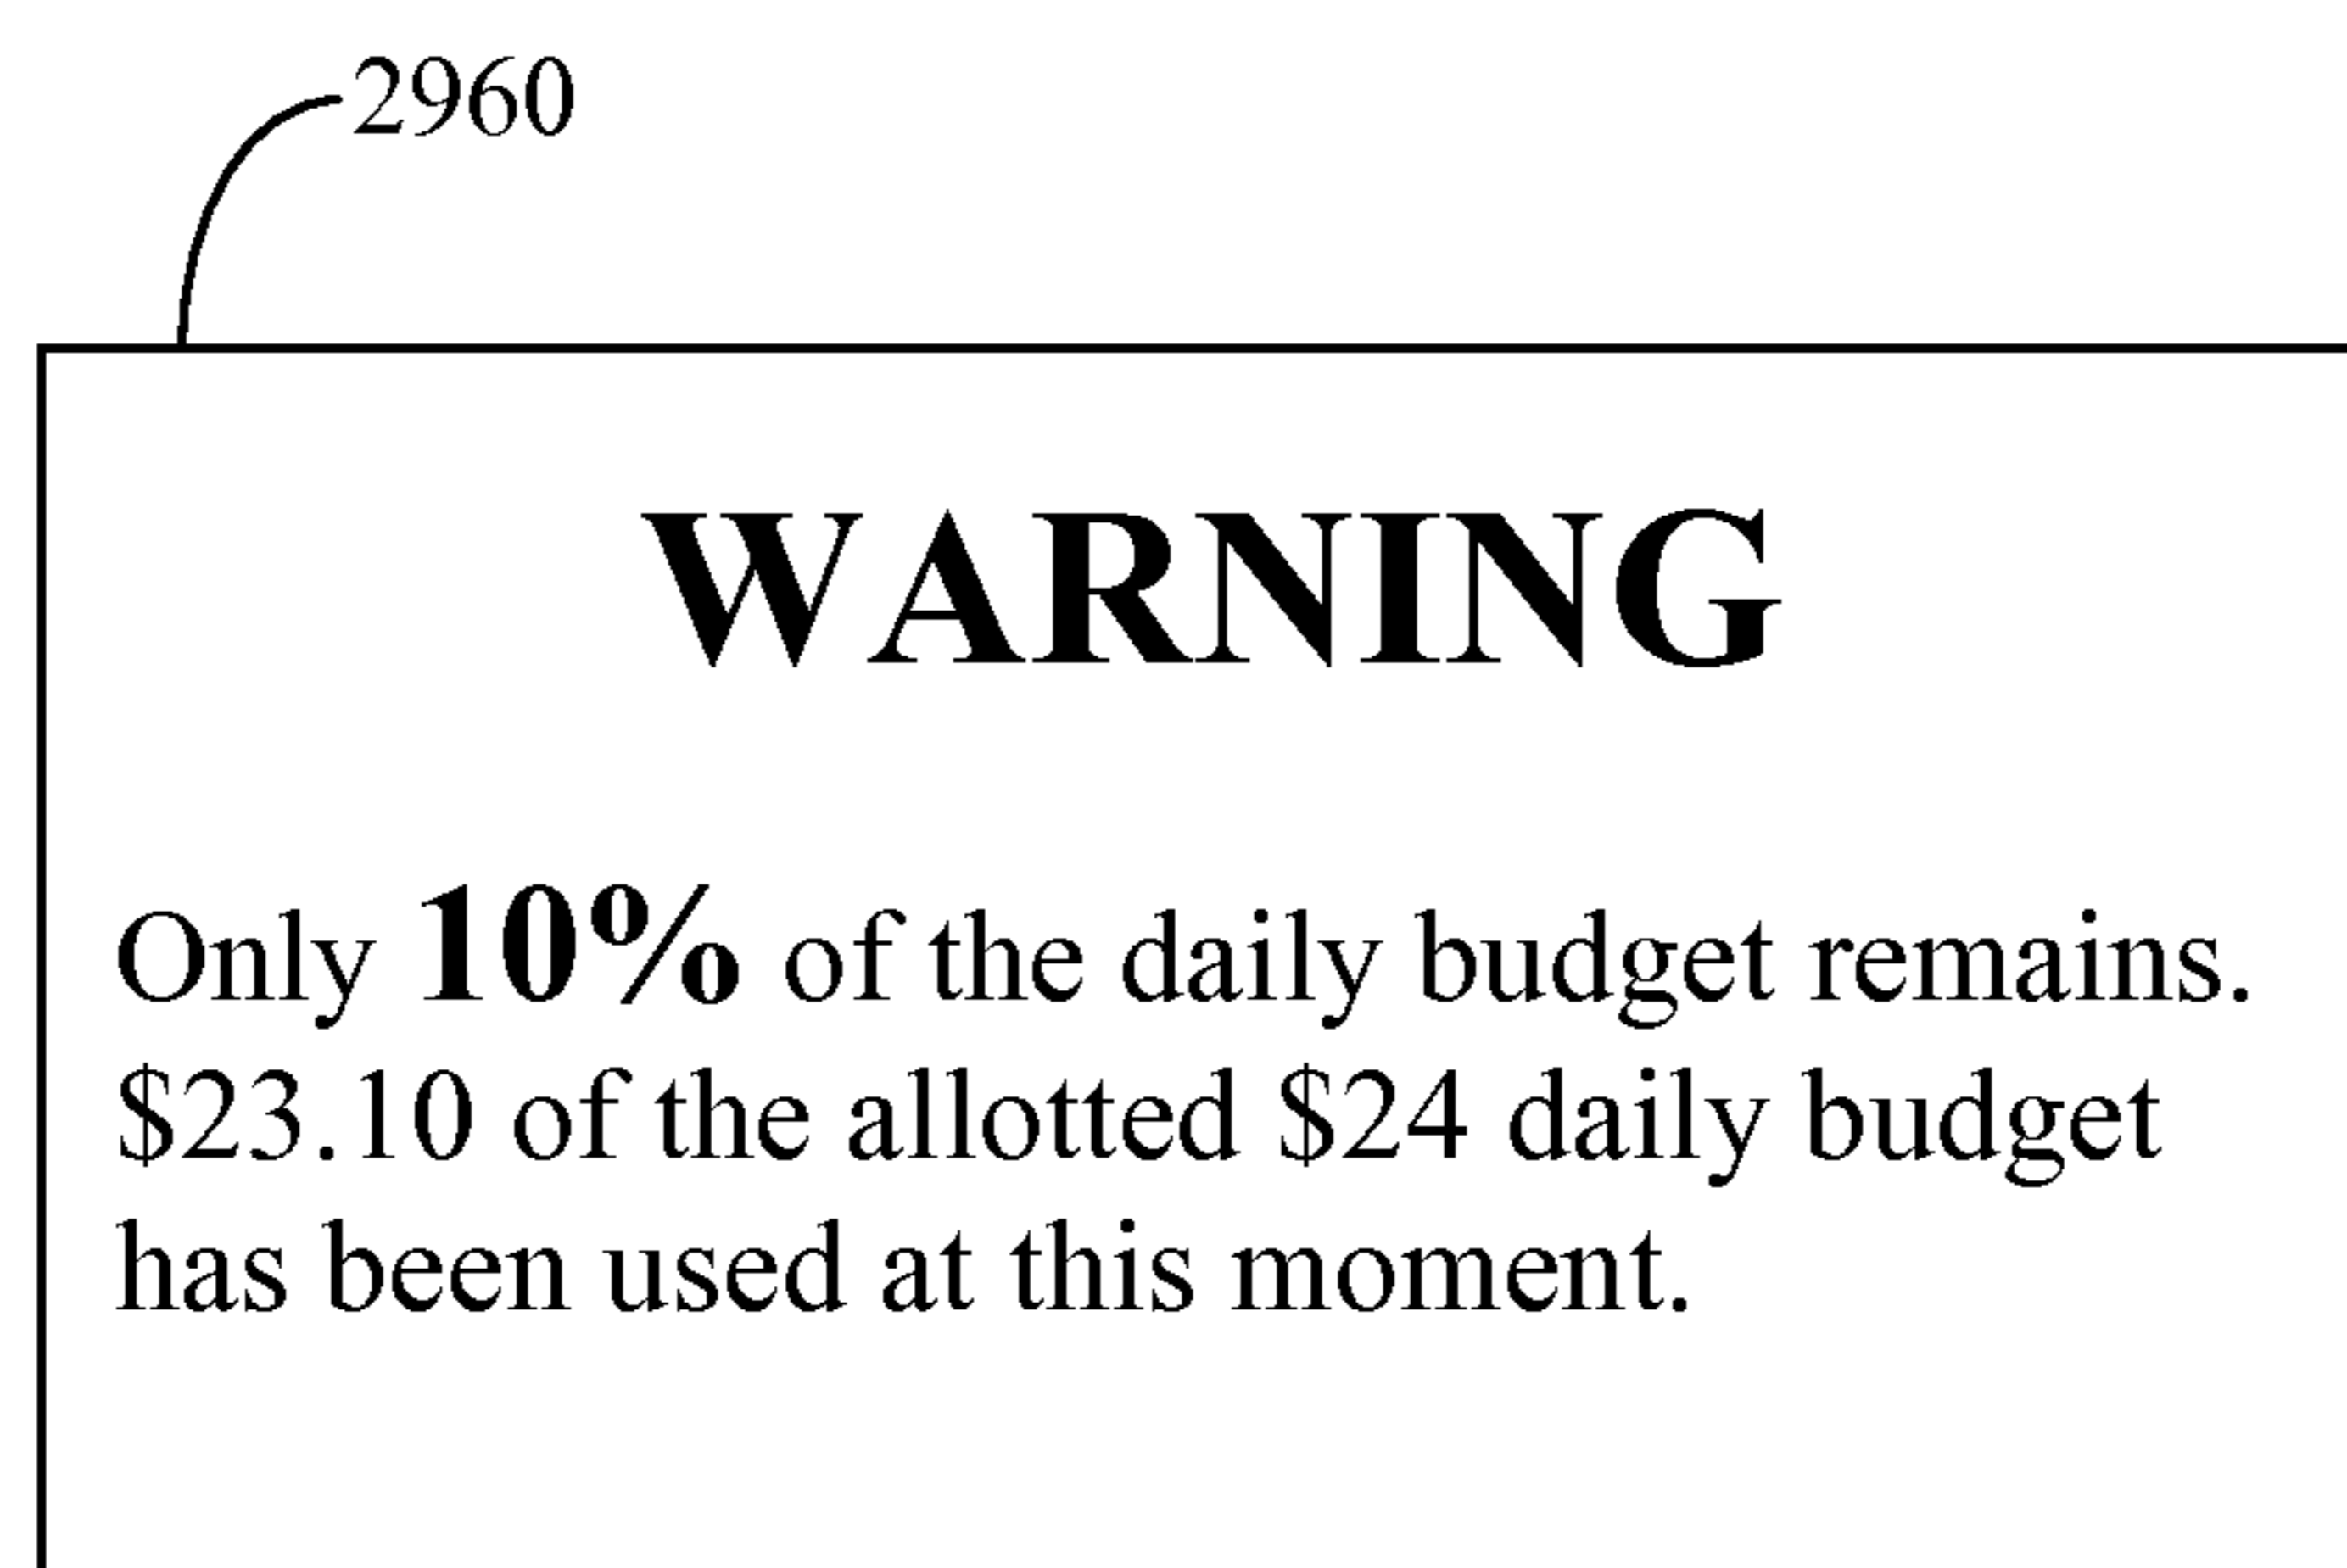 2960
WARNING
Only 10% of the daily budget remains.
$23.10 of the allotted $24 daily budget
has been used at this moment.